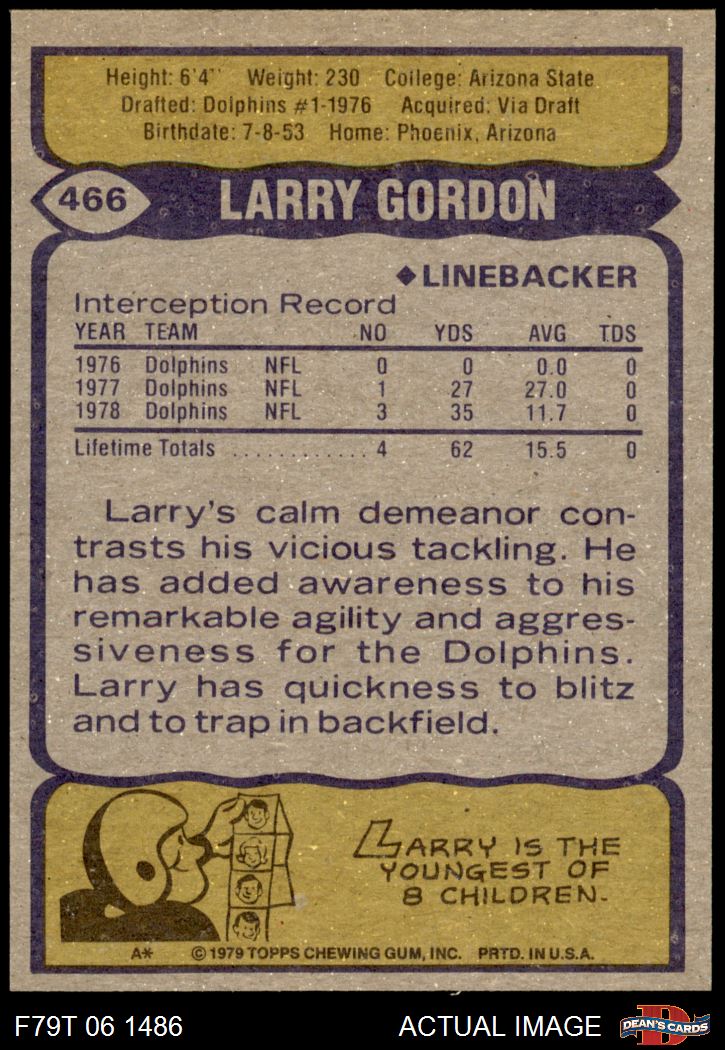 Height: 6'4" Weight: 230 College: Arizona State
Drafted: Dolphins #1-1976 Acquired: Via Draft
Birthdate: 7-8-53 Home: Phoenix, Arizona
466 LARRY GORDON
◆LINEBACKER
Interception Record
YEAR TEAM NO YDS AVG TDS
1976 Dolphins NFL 0 0 0.0 0
1977 Dolphins NFL 1 27 27.0 0
1978 Dolphins NFL 3 35 11.7 0
Lifetime Totals ............ 4 62 15.5 0
Larry's calm demeanor con-
trasts his vicious tackling. He
has added awareness to his
remarkable agility and aggres-
siveness for the Dolphins.
Larry has quickness to blitz
and to trap in backfield.
LARRY IS THE
YOUNGEST OF
8 CHILDREN.
A* © 1979 TOPPS CHEWING GUM, INC. PRTD. IN U.S.A.
F79T 06 1486 ACTUAL IMAGE D DEAN'S CARDS